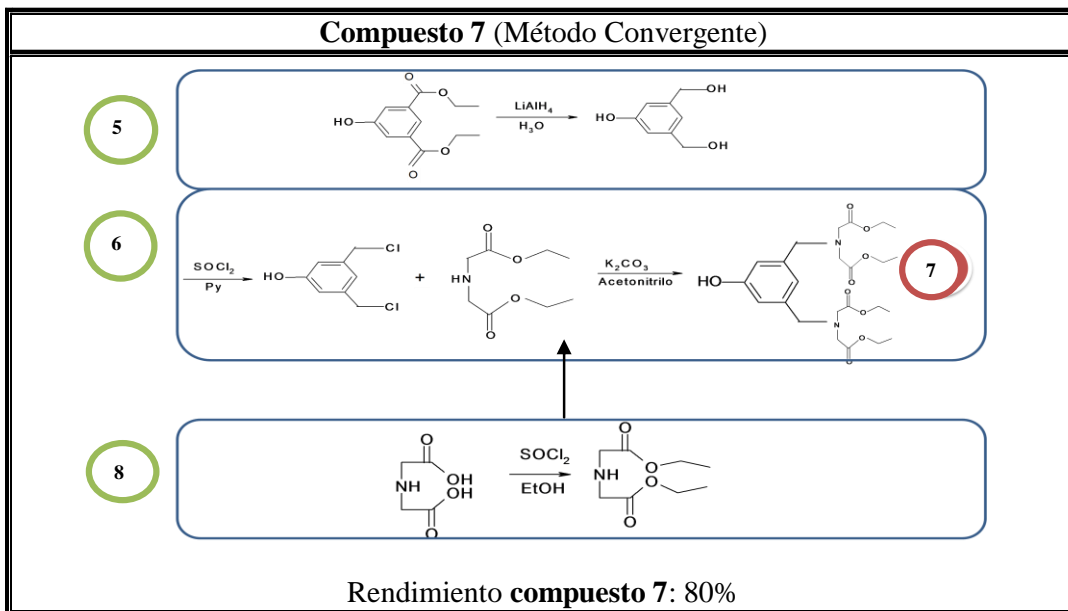 Compuesto 7 (Método Convergente)
5
O
O
HO
O
O
LiAlH4
H3O
OH
HO
OH
6
SOCl2
Py
Cl
HO
Cl
+
O
O
HN
O
O
K2CO3
Acetonitrilo
O
O
N
O
O
HO
O
O
N
O
O
7
8
O
OH
NH
OH
O
SOCl2
EtOH
O
O
NH
O
O
Rendimiento compuesto 7: 80%